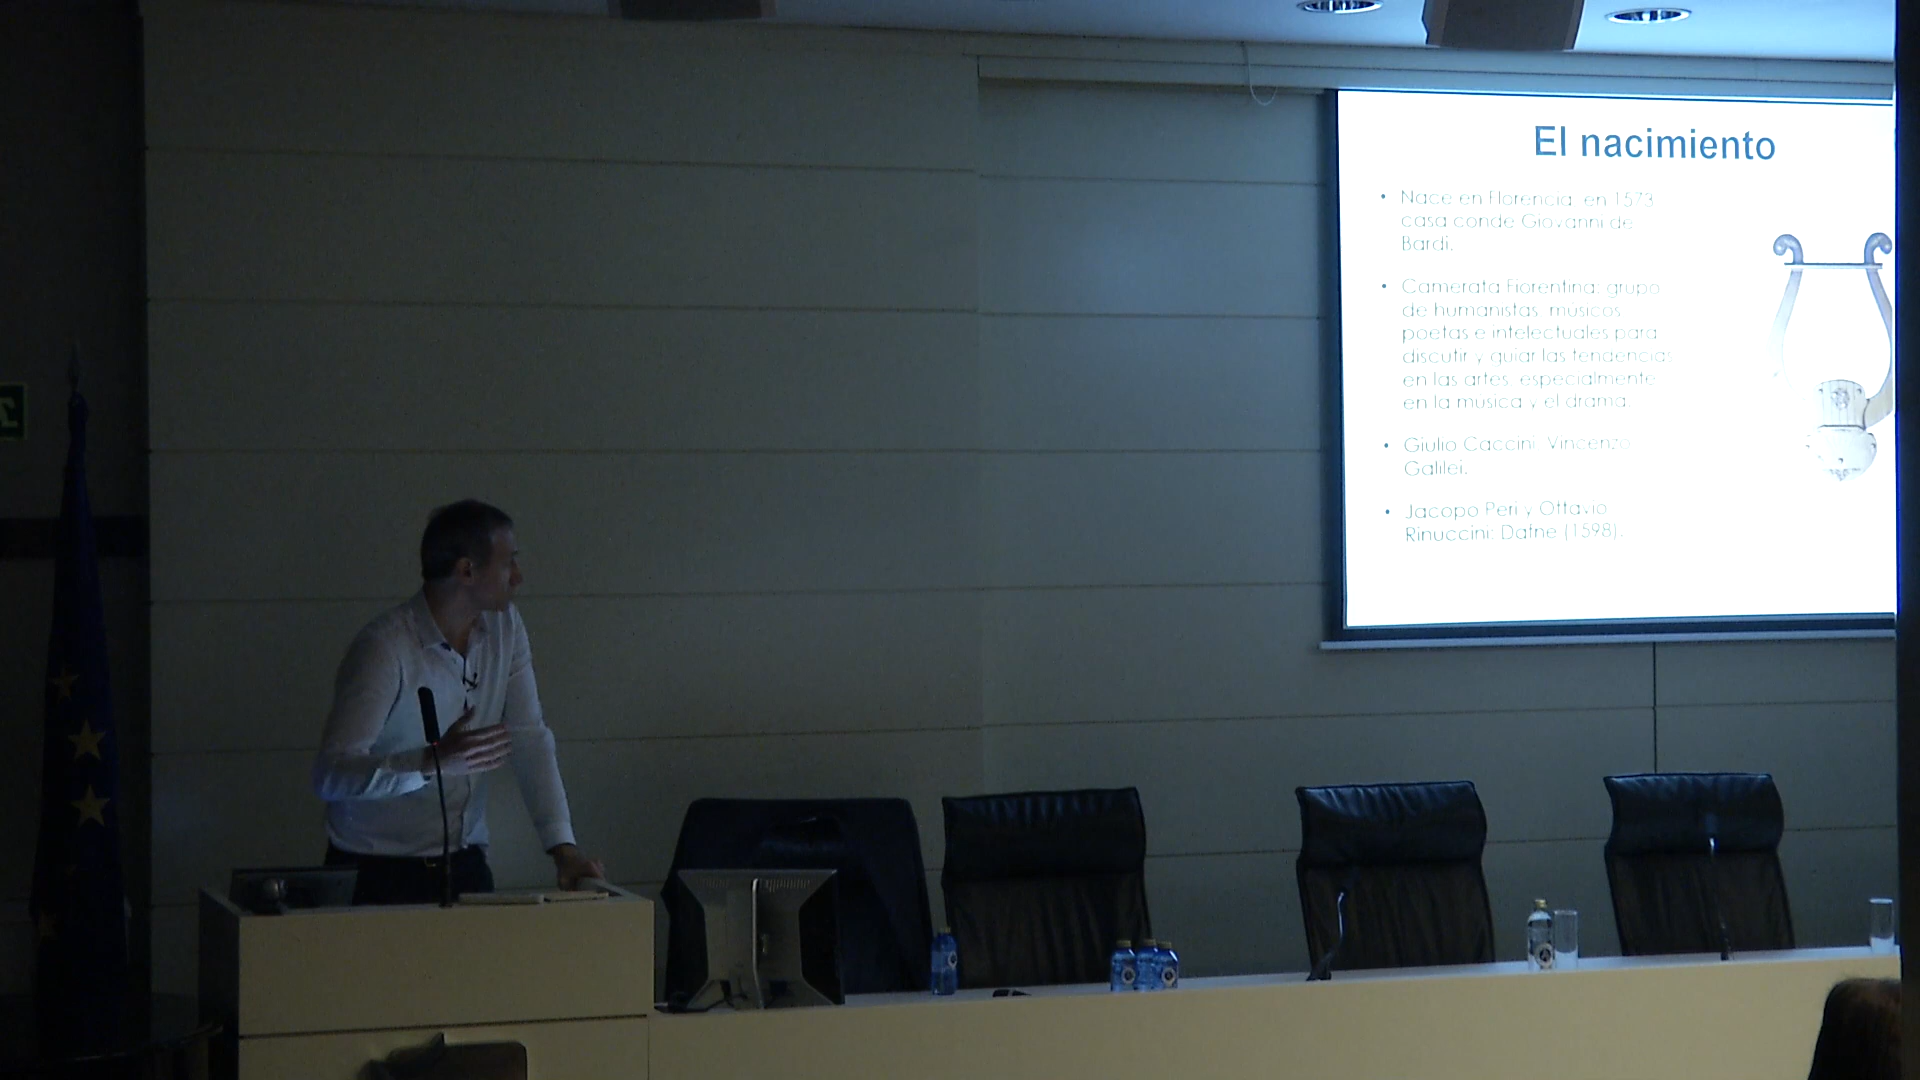 El nacimiento
• Nace en Florencia, en 1573
casa conde Giovanni de
Bardi.
• Camerata Fiorentina: grupo
de humanistas, músicos,
poetas e intelectuales para
discutir y guiar las tendencias
en las artes, especialmente
en la música y el drama.
• Giulio Caccini, Vincenzo
Galilei.
• Jacopo Peri y Ottavio
Rinuccini: Dafne (1598).